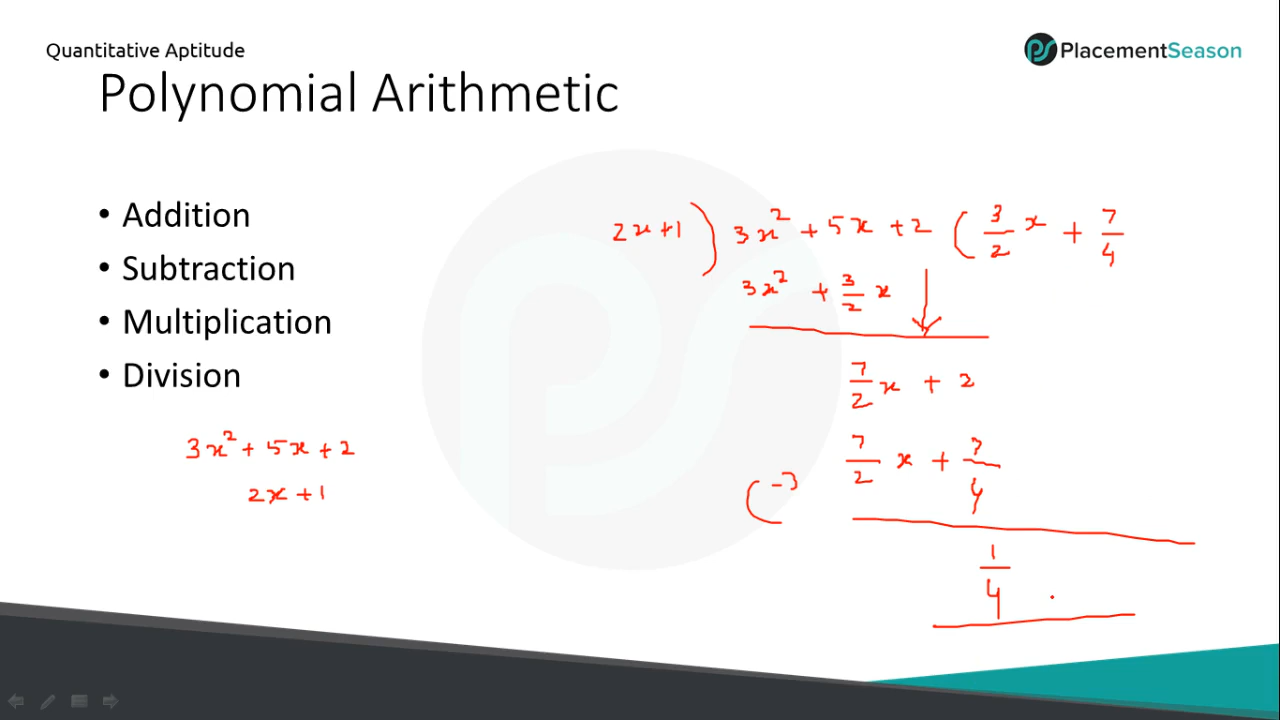 Quantitative Aptitude
PlacementSeason
Polynomial Arithmetic
• Addition
• Subtraction
• Multiplication
• Division
3x² + 5x + 2
2x + 1
2x+1 ) 3x² + 5x + 2 ( 3/2 x + 7/4
3x² + 3/2 x
7/2 x + 2
7/2 x + 7/4
(-)
1/4